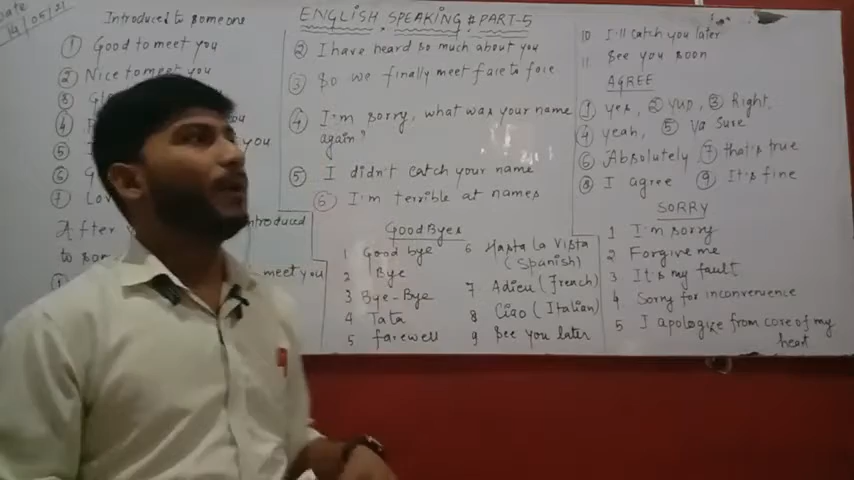 Date
14/05/21
Introduced to someone
① Good to meet you
② Nice to meet you
③
④ you
⑤ you
⑥
⑦
After introduced
to
① meet you
ENGLISH SPEAKING # PART-5
② I have heard so much about you
③ So we finally meet face to face
④ I'm sorry, what was your name
again?
⑤ I didn't catch your name
⑥ I'm terrible at names
GoodByes
1 Good bye
2 Bye
3 Bye-Bye
4 Tata
5 farewell
6 Hasta La Vista
(Spanish)
7 Adieu (French)
8 Ciao (Italian)
9 See you later
10 I'll catch you later
11 See you soon
AGREE
① yes, ② yup, ③ Right,
④ yeah, ⑤ Ya sure
⑥ Absolutely ⑦ that's true
⑧ I agree ⑨ It's fine
SORRY
1 I'm sorry
2 Forgive me
3 It's my fault
4 Sorry for inconvenience
5 I apologize from core of my
heart